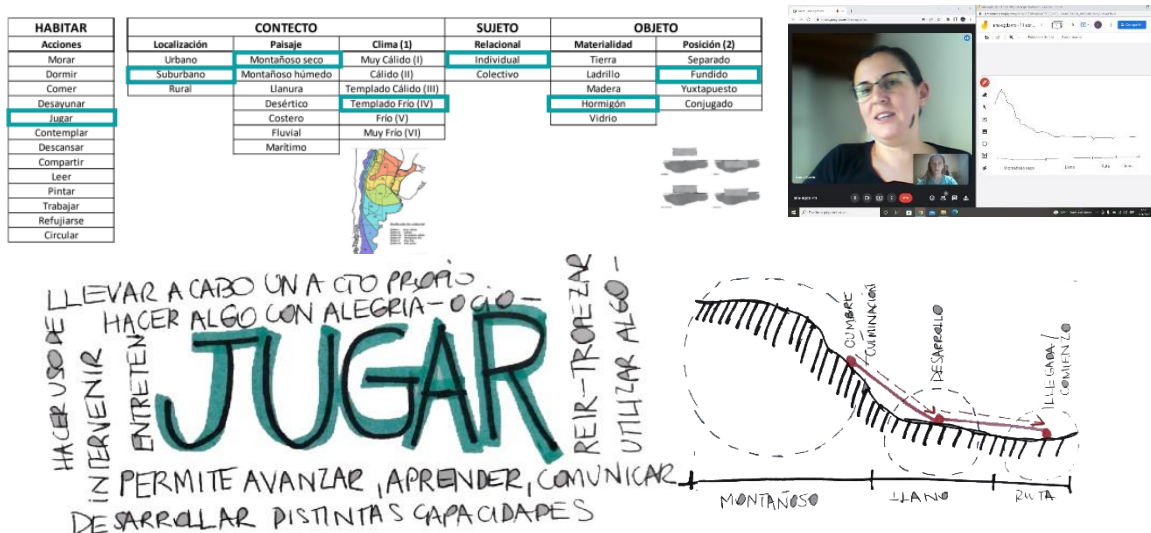 HABITAR CONTECTO SUJETO OBJETO
Acciones Localización Paisaje Clima (1) Relacional Materialidad Posición (2)
Morar Urbano Montañoso seco Muy Cálido (I) Individual Tierra Separado
Dormir Suburbano Montañoso húmedo Cálido (II) Colectivo Ladrillo Fundido
Comer Rural Llanura Templado Cálido (III) Madera Yuxtapuesto
Desayunar Desértico Templado Frío (IV) Hormigón Conjugado
Jugar Costero Frío (V) Vidrio
Contemplar Fluvial Muy Frío (VI)
Descansar Marítimo
Compartir
Leer
Pintar
Trabajar
Refujiarse
Circular
LLEVAR A CABO UN ACTO PROPIO
HACER ALGO CON ALEGRIA-OCIO-
HACER USO DE
INTERVENIR
ENTRETEN
JUGAR
REIR-TROPEZAR
UTILIZAR ALGO-
PERMITE AVANZAR, APRENDER, COMUNICAR
DESARROLLAR DISTINTAS CAPACIDADES
CUMBRE
CULMINACION
DESARROLLO
LLEGADA/
COMIENZO
MONTAÑOSO LLANO RUTA